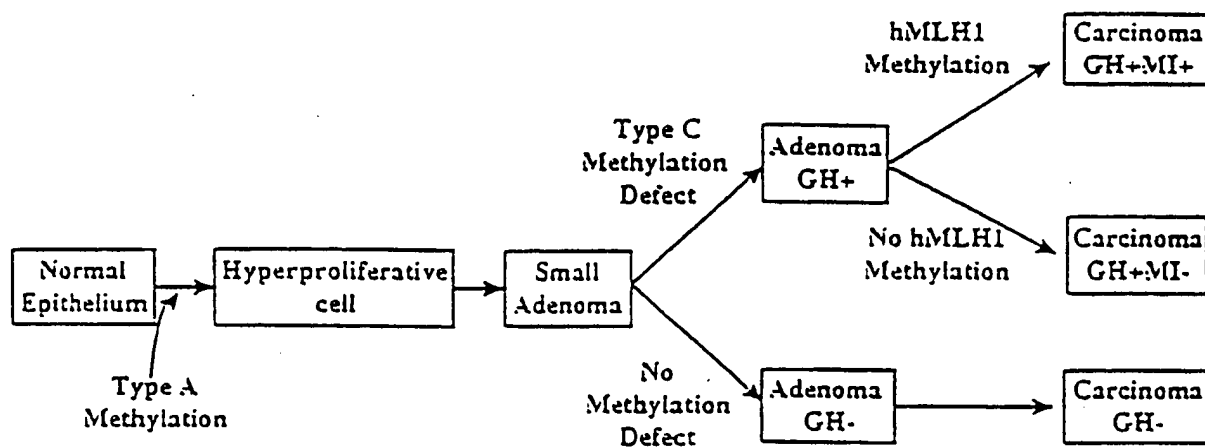 hMLH1
Methylation
Carcinoma
GH+MI+
Type C
Methylation
Defect
Adenoma
GH+
No hMLH1
Methylation
Carcinoma
GH+MI-
Normal
Epithelium
Hyperproliferative
cell
Small
Adenoma
Type A
Methylation
No
Methylation
Defect
Adenoma
GH-
Carcinoma
GH-